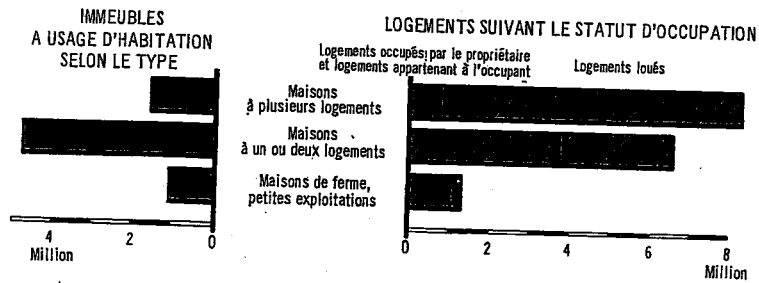 IMMEUBLES
A USAGE D'HABITATION
SELON LE TYPE
LOGEMENTS SUIVANT LE STATUT D'OCCUPATION
Logements occupés par le propriétaire
et logements appartenant à l'occupant
Logements loués
Maisons
à plusieurs logements
Maisons
à un ou deux logements
Maisons de ferme,
petites exploitations
4 2 0
Million
0 2 4 6 8
Million